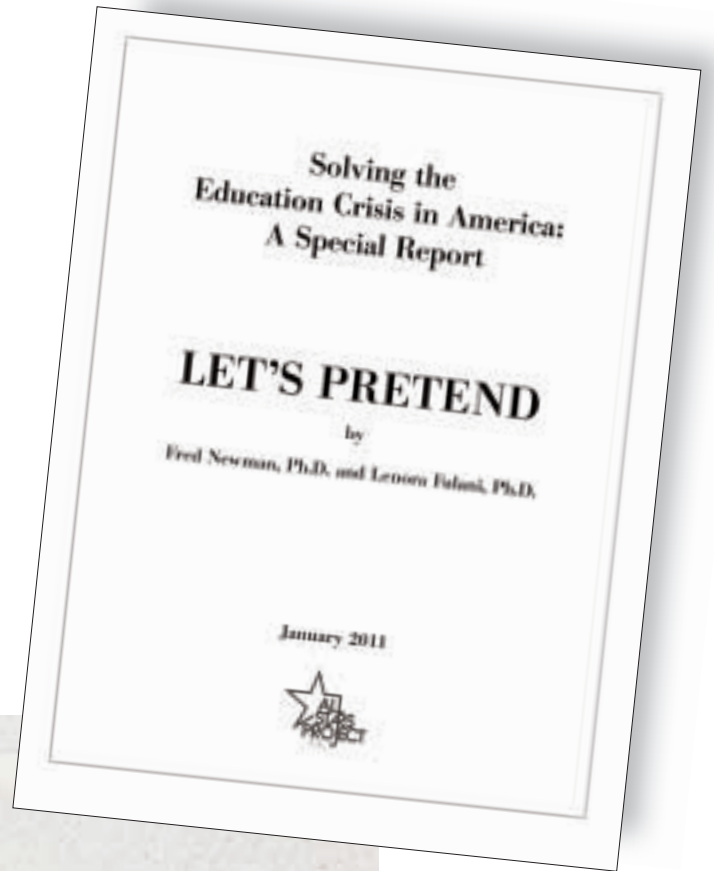 Solving the
Education Crisis in America:
A Special Report
LET'S PRETEND
by
Fred Newman, Ph.D. and Lenora Fulani, Ph.D.
January 2011
ALL
STARS
PROJECT